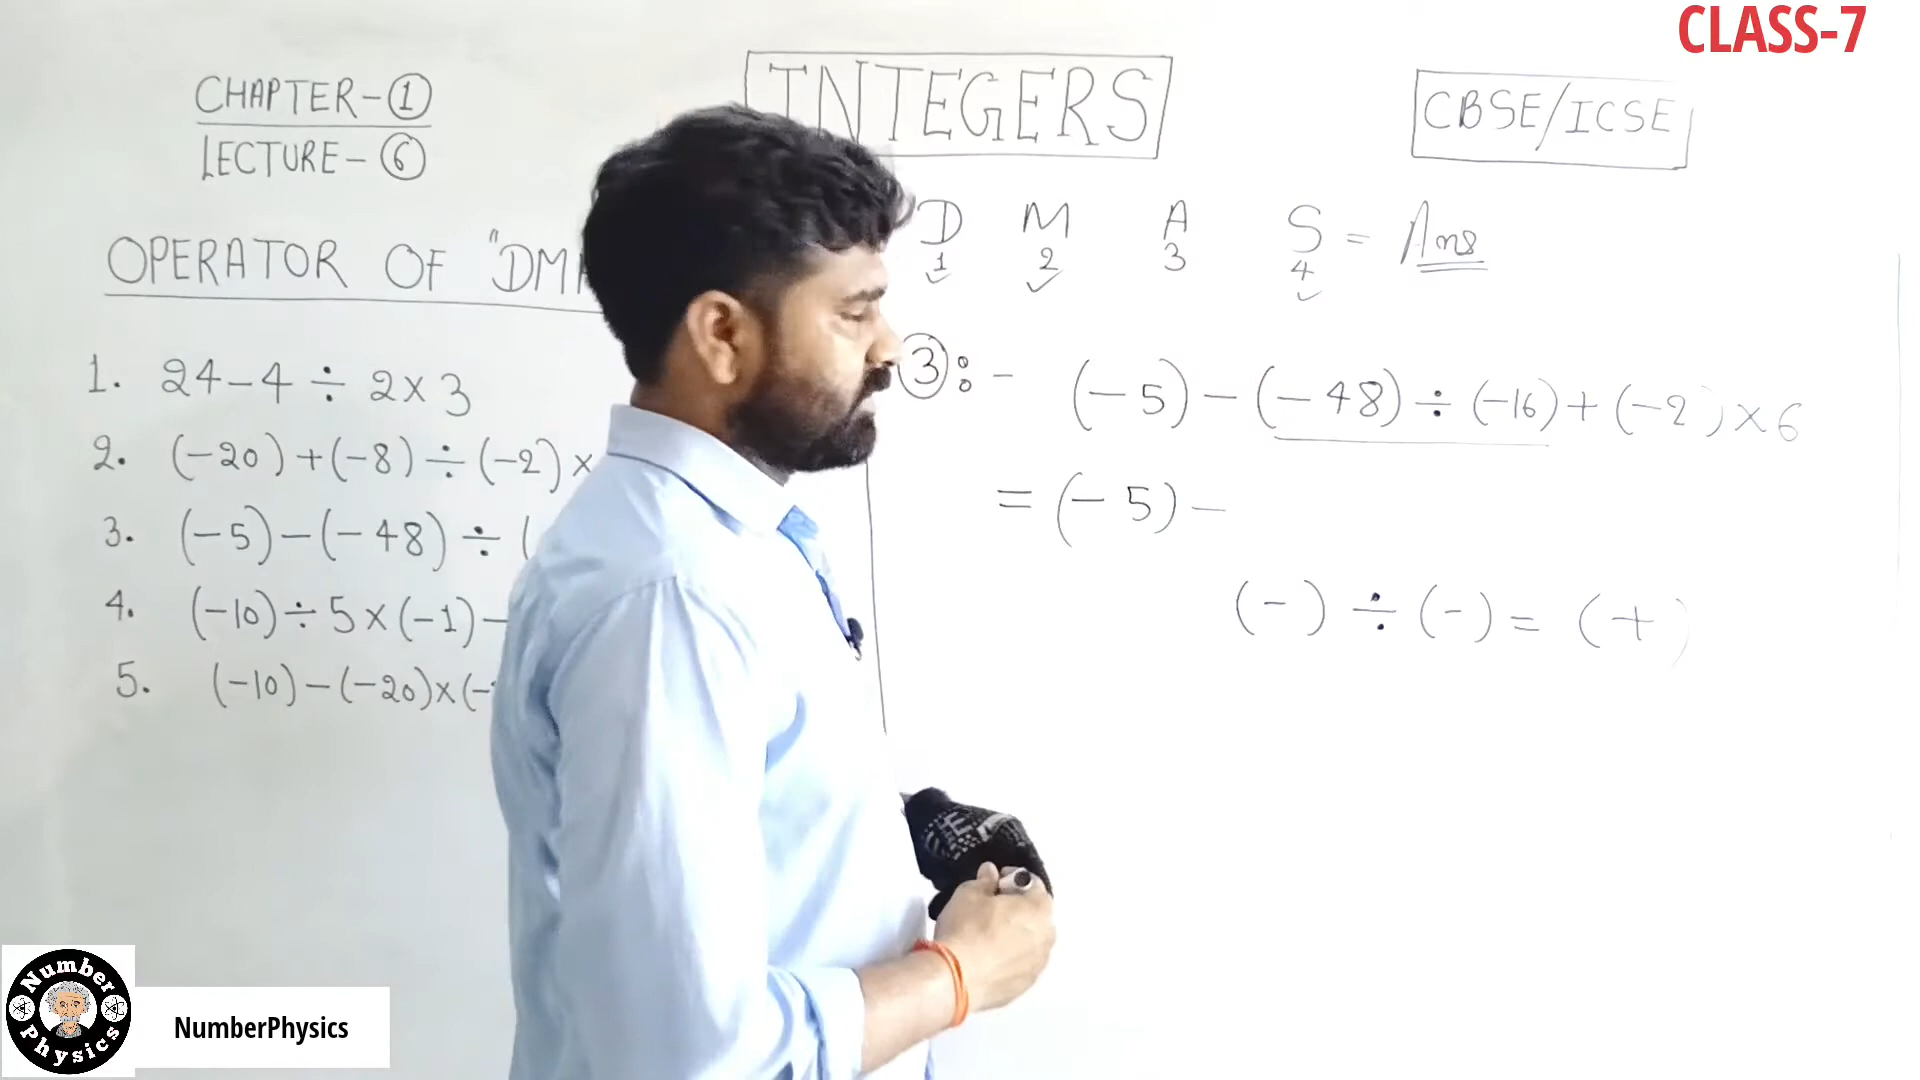 CLASS-7
CHAPTER-1
LECTURE-6
INTEGERS
CBSE/ICSE
OPERATOR OF "DM
D M A S = Ans
1 2 3 4
1. 24-4÷2×3
2. (-20)+(-8)÷(-2)×
3. (-5)-(-48)÷(
4. (-10)÷5×(-1)-
5. (-10)-(-20)×(-
3:- (-5)-(-48)÷(-16)+(-2)×6
=(-5)-
(-)÷(-)=(+)
Number Physics
NumberPhysics